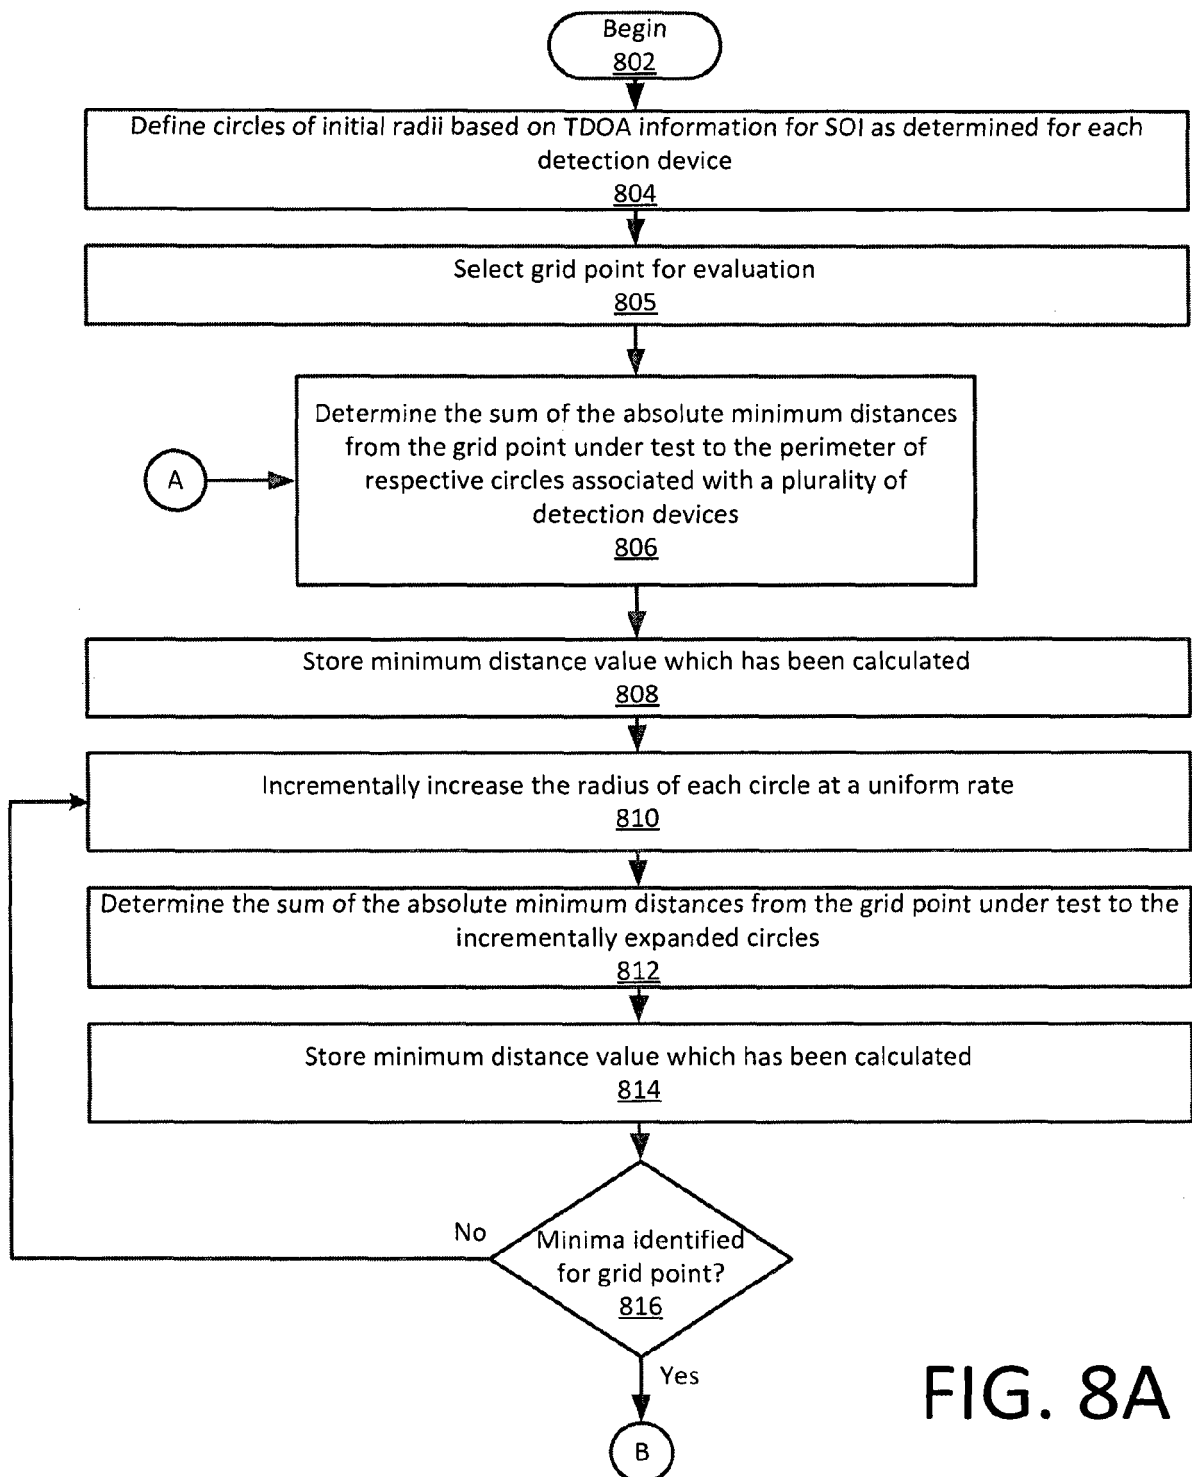 Begin
802
Define circles of initial radii based on TDOA information for SOI as determined for each
detection device
804
Select grid point for evaluation
805
Determine the sum of the absolute minimum distances
from the grid point under test to the perimeter of
respective circles associated with a plurality of
detection devices
806
A
Store minimum distance value which has been calculated
808
Incrementally increase the radius of each circle at a uniform rate
810
Determine the sum of the absolute minimum distances from the grid point under test to the
incrementally expanded circles
812
Store minimum distance value which has been calculated
814
No
Minima identified
for grid point?
816
Yes
B
FIG. 8A